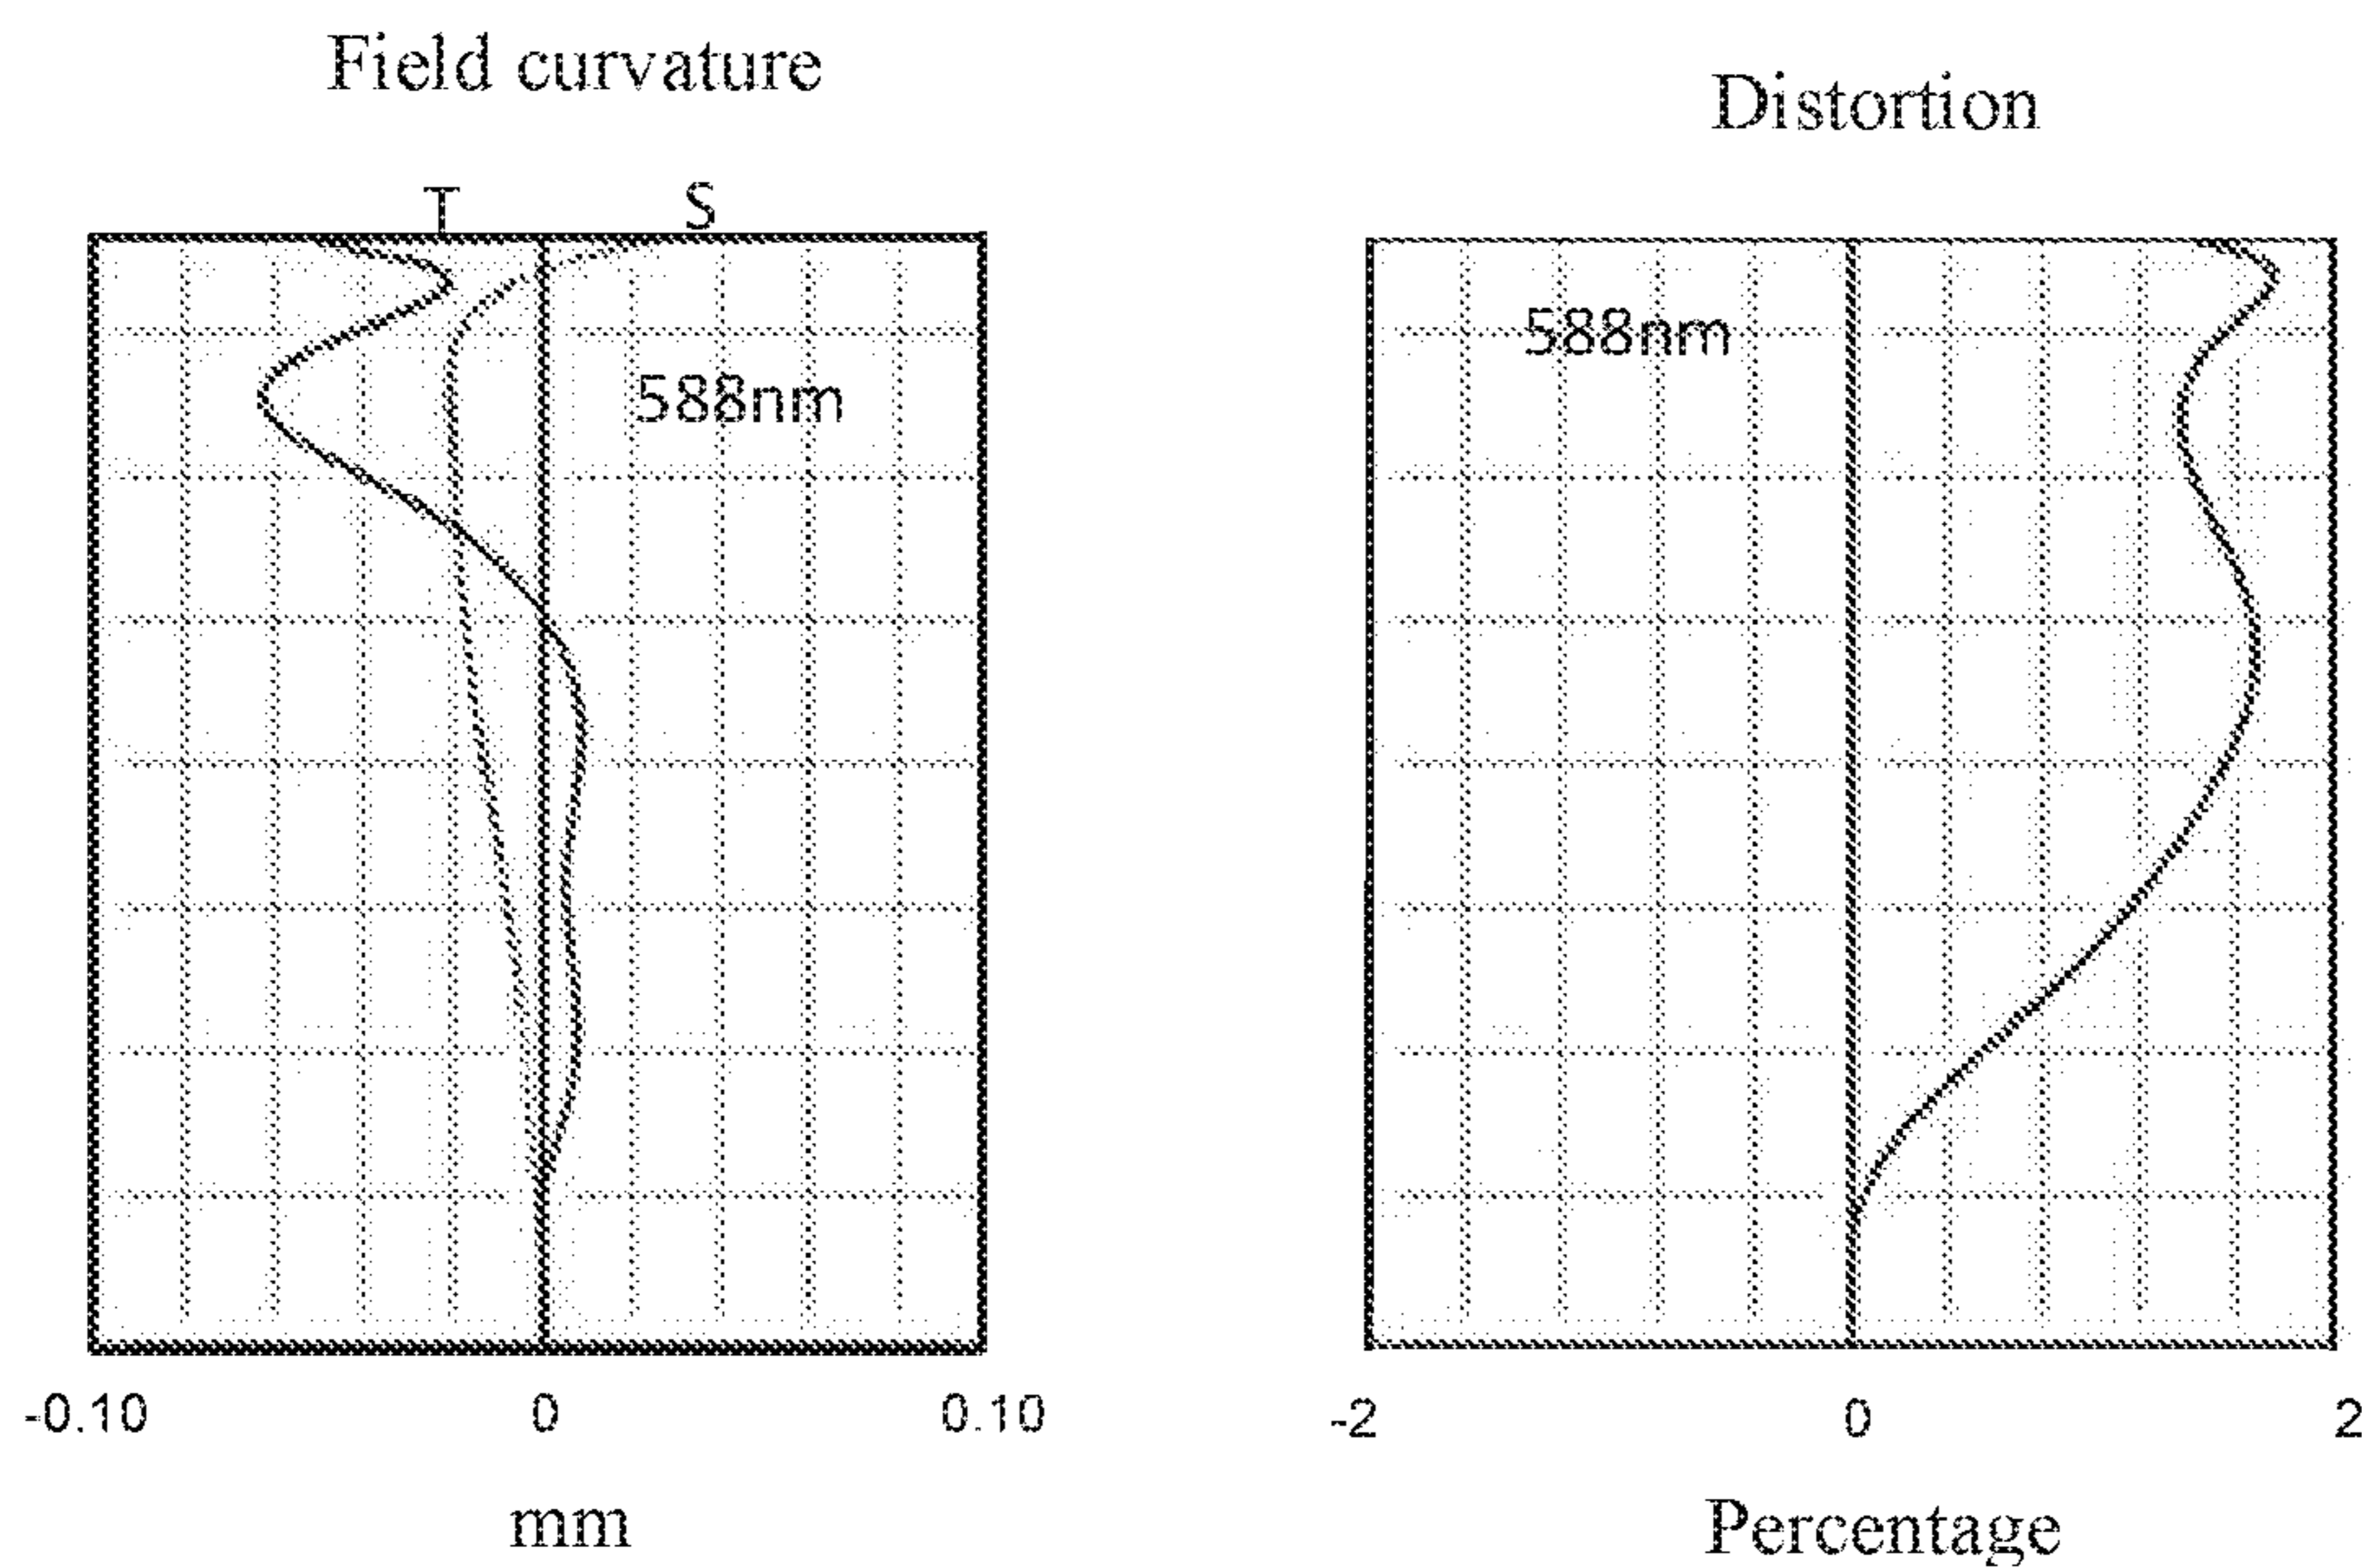 Field curvature
T S
588nm
-0.10 0 0.10
mm
Distortion
588nm
-2 0 2
Percentage